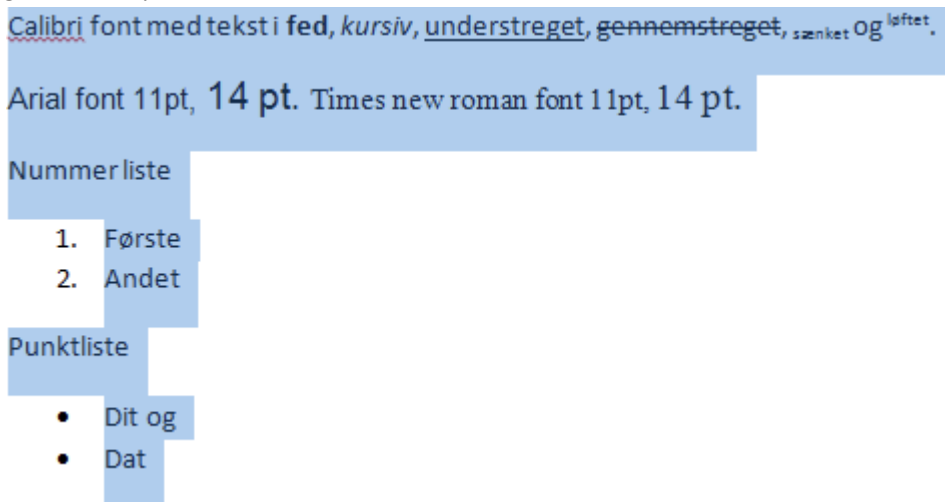 Calibri font med tekst i fed, kursiv, understreget, gennemstreget, sænket og løftet.
Arial font 11pt, 14 pt. Times new roman font 11pt, 14 pt.
Nummer liste
1. Første
2. Andet
Punktliste
• Dit og
• Dat